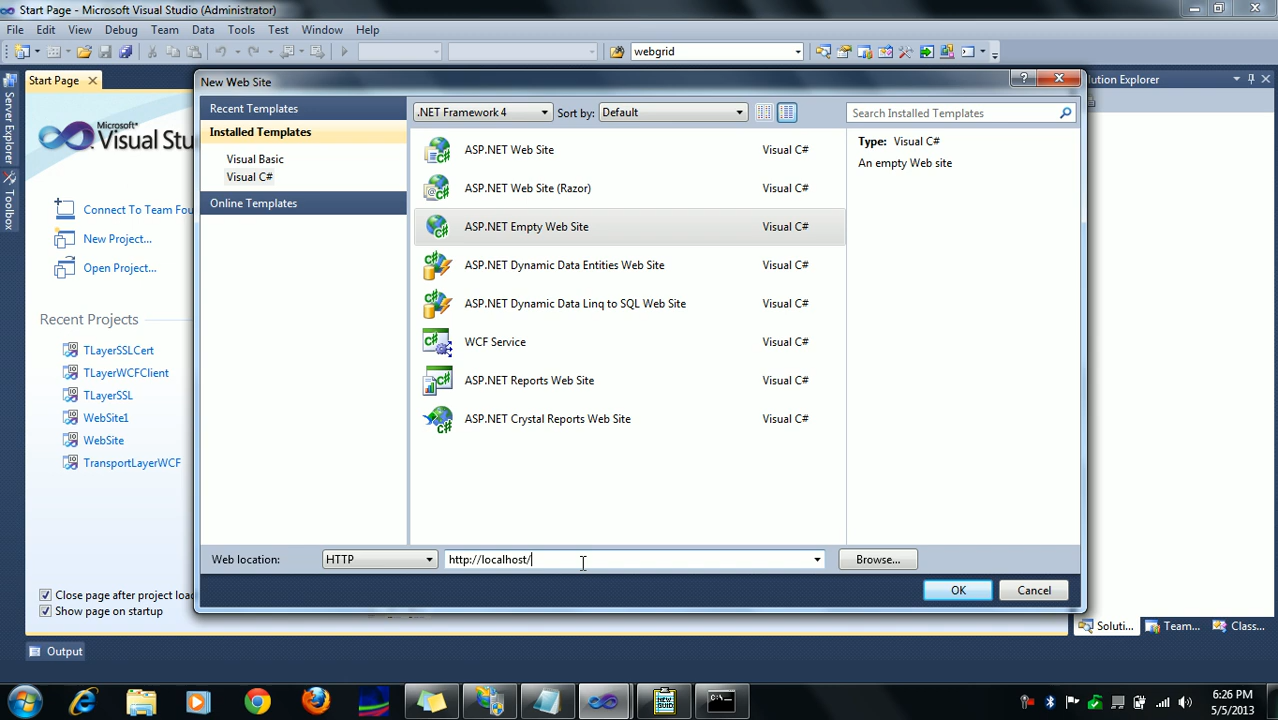 Start Page - Microsoft Visual Studio (Administrator)
File Edit View Debug Team Data Tools Test Window Help
webgrid
Start Page
New Web Site
lution Explorer
Server Explorer
Toolbox
Microsoft®
Visual Stu
Connect To Team Fou
New Project...
Open Project...
Recent Projects
TLayerSSLCert
TLayerWCFClient
TLayerSSL
WebSite1
WebSite
TransportLayerWCF
Close page after project load
Show page on startup
Recent Templates
Installed Templates
Visual Basic
Visual C#
Online Templates
.NET Framework 4 Sort by: Default
Search Installed Templates
ASP.NET Web Site Visual C#
ASP.NET Web Site (Razor) Visual C#
ASP.NET Empty Web Site Visual C#
ASP.NET Dynamic Data Entities Web Site Visual C#
ASP.NET Dynamic Data Linq to SQL Web Site Visual C#
WCF Service Visual C#
ASP.NET Reports Web Site Visual C#
ASP.NET Crystal Reports Web Site Visual C#
Type: Visual C#
An empty Web site
Web location: HTTP http://localhost/ Browse...
OK Cancel
Soluti... Team... Class...
Output
6:26 PM
5/5/2013